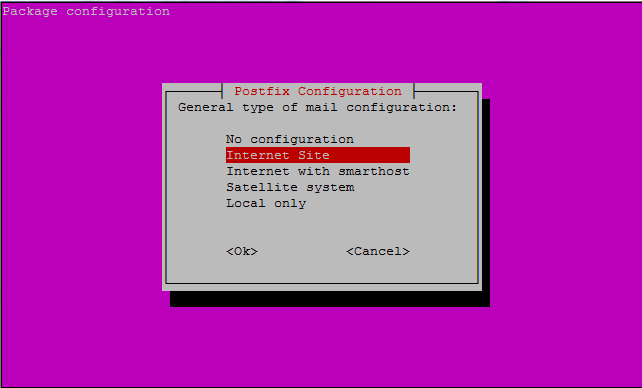 Package configuration
Postfix Configuration
General type of mail configuration:
No configuration
Internet Site
Internet with smarthost
Satellite system
Local only
<Ok> <Cancel>